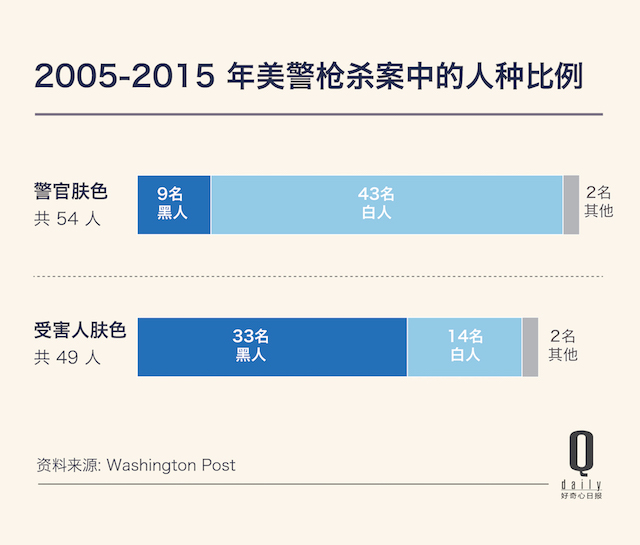 2005-2015 年美警枪杀案中的人种比例
警官肤色
共 54 人
9名
黑人
43名
白人
2名
其他
受害人肤色
共 49 人
33名
黑人
14名
白人
2名
其他
资料来源: Washington Post
Q
daily
好奇心日报